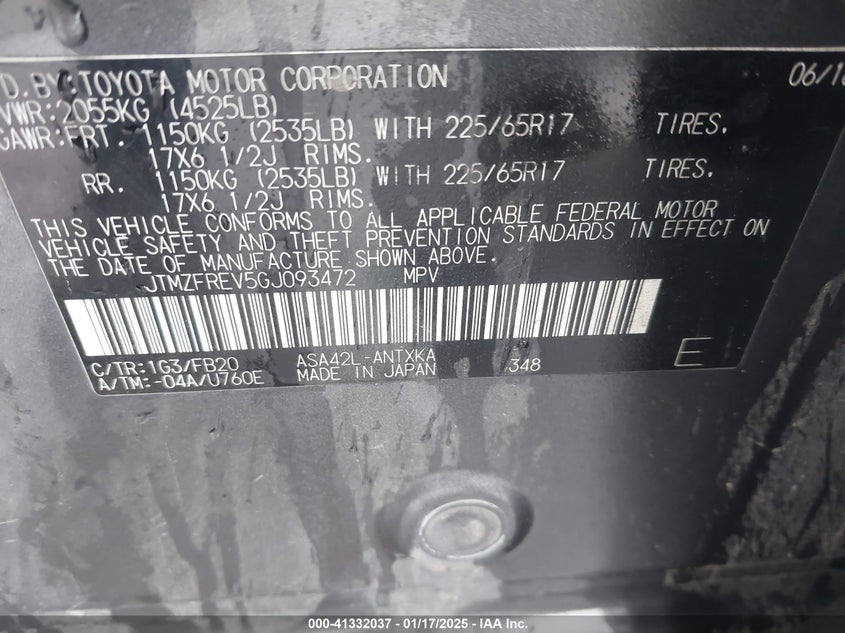 D. BY:TOYOTA MOTOR CORPORATION 06/1
VWR:2055KG (4525LB)
GAWR:FRT. 1150KG (2535LB) WITH 225/65R17 TIRES.
17X6 1/2J RIMS.
RR. 1150KG (2535LB) WITH 225/65R17 TIRES.
17X6 1/2J RIMS.
THIS VEHICLE CONFORMS TO ALL APPLICABLE FEDERAL MOTOR
VEHICLE SAFETY AND THEFT PREVENTION STANDARDS IN EFFECT ON
THE DATE OF MANUFACTURE SHOWN ABOVE.
JTMZFREV5GJ093472 MPV
C/TR:1G3/FB20 ASA42L-ANTXKA 348 E
A/TM:-04A/U760E MADE IN JAPAN
000-41332037 - 01/17/2025 - IAA Inc.